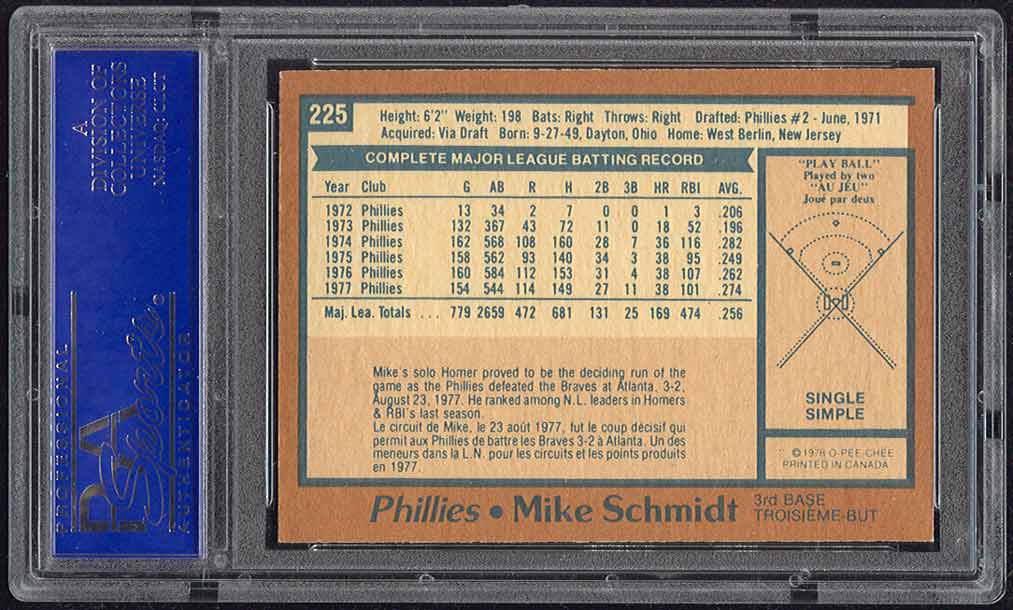 A
DIVISION OF
COLLECTORS
UNIVERSE
NASDAQ: CLCT
PROFESSIONAL
PSA
Sports
AUTHENTICATOR
225
Height: 6'2" Weight: 198 Bats: Right Throws: Right Drafted: Phillies #2 - June, 1971
Acquired: Via Draft Born: 9-27-49, Dayton, Ohio Home: West Berlin, New Jersey
COMPLETE MAJOR LEAGUE BATTING RECORD
Year Club G AB R H 2B 3B HR RBI AVG.
1972 Phillies 13 34 2 7 0 0 1 3 .206
1973 Phillies 132 367 43 72 11 0 18 52 .196
1974 Phillies 162 568 108 160 28 7 36 116 .282
1975 Phillies 158 562 93 140 34 3 38 95 .249
1976 Phillies 160 584 112 153 31 4 38 107 .262
1977 Phillies 154 544 114 149 27 11 38 101 .274
Maj. Lea. Totals . . . 779 2659 472 681 131 25 169 474 .256
Mike's solo Homer proved to be the deciding run of the
game as the Phillies defeated the Braves at Atlanta, 3-2,
August 23, 1977. He ranked among N.L. leaders in Homers
& RBI's last season.
Le circuit de Mike, le 23 août 1977, fut le coup décisif qui
permit aux Phillies de battre les Braves 3-2 à Atlanta. Un des
meneurs dans la L.N. pour les circuits et les points produits
en 1977.
"PLAY BALL"
Played by two
"AU JEU"
Joué par deux
SINGLE
SIMPLE
© 1978 O-PEE-CHEE
PRINTED IN CANADA
Phillies • Mike Schmidt
3rd BASE
TROISIÈME-BUT